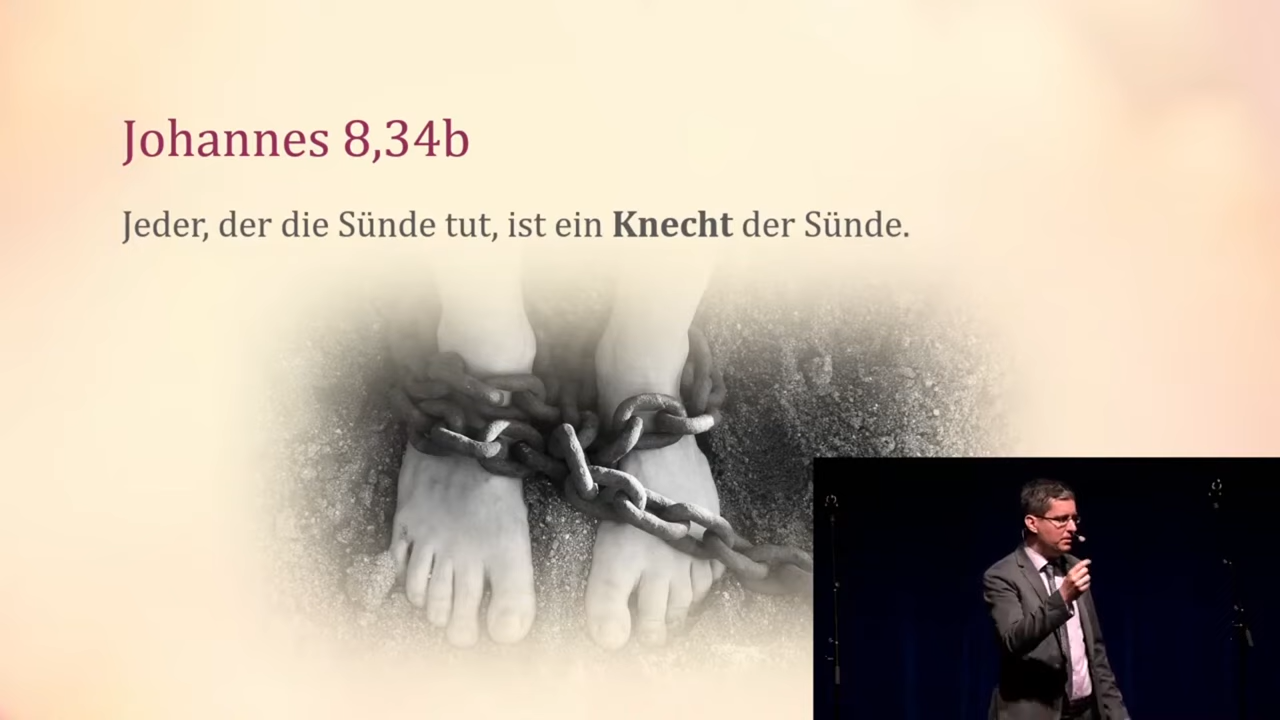 Johannes 8,34b
Jeder, der die Sünde tut, ist ein Knecht der Sünde.